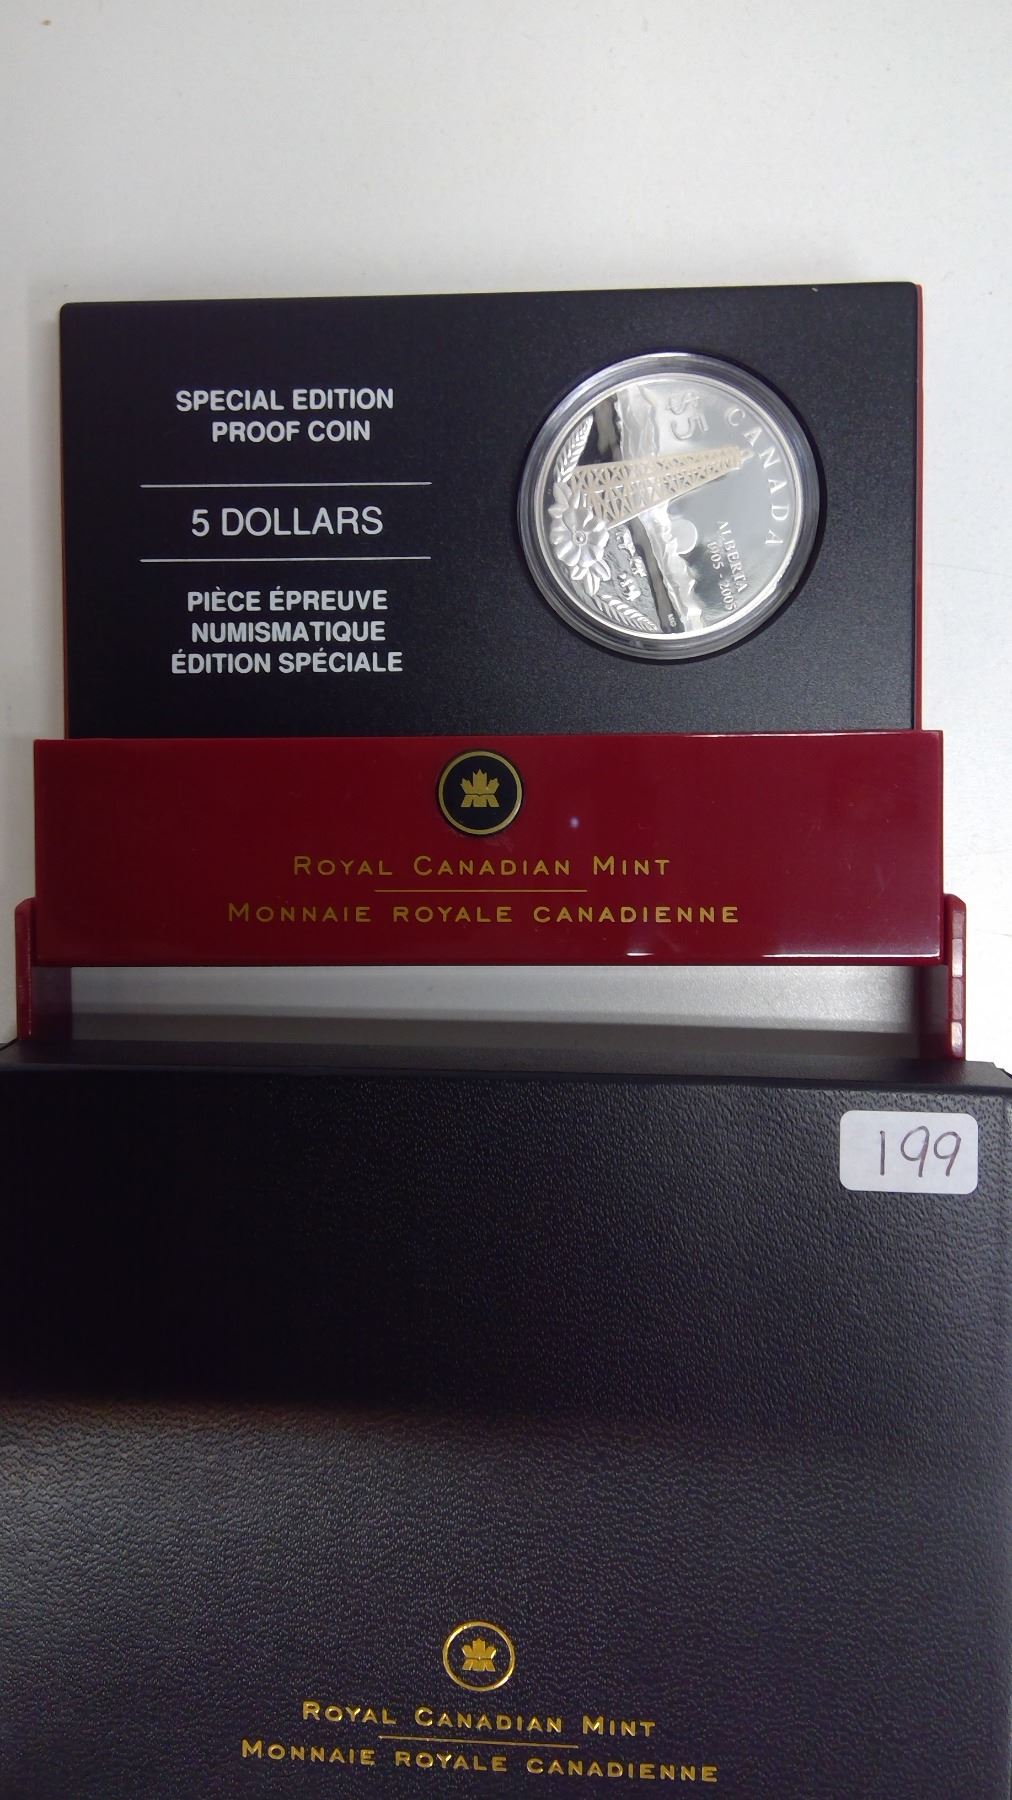 SPECIAL EDITION
PROOF COIN
5 DOLLARS
PIÈCE ÉPREUVE
NUMISMATIQUE
ÉDITION SPÉCIALE
$5
CANADA
ALBERTA
1905 - 2005
ROYAL CANADIAN MINT
MONNAIE ROYALE CANADIENNE
199
ROYAL CANADIAN MINT
MONNAIE ROYALE CANADIENNE